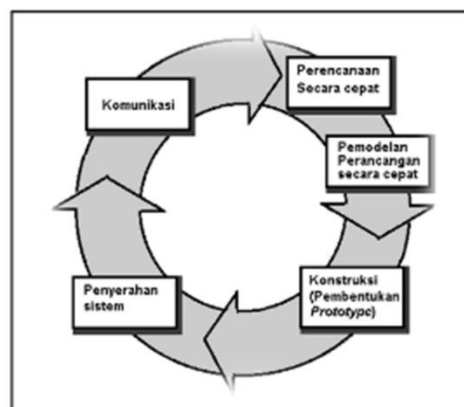 Komunikasi
Perencanaan
Secara cepat
Pemodelan
Perancangan
secara cepat
Konstruksi
(Pembentukan
Prototype)
Penyerahan
sistem